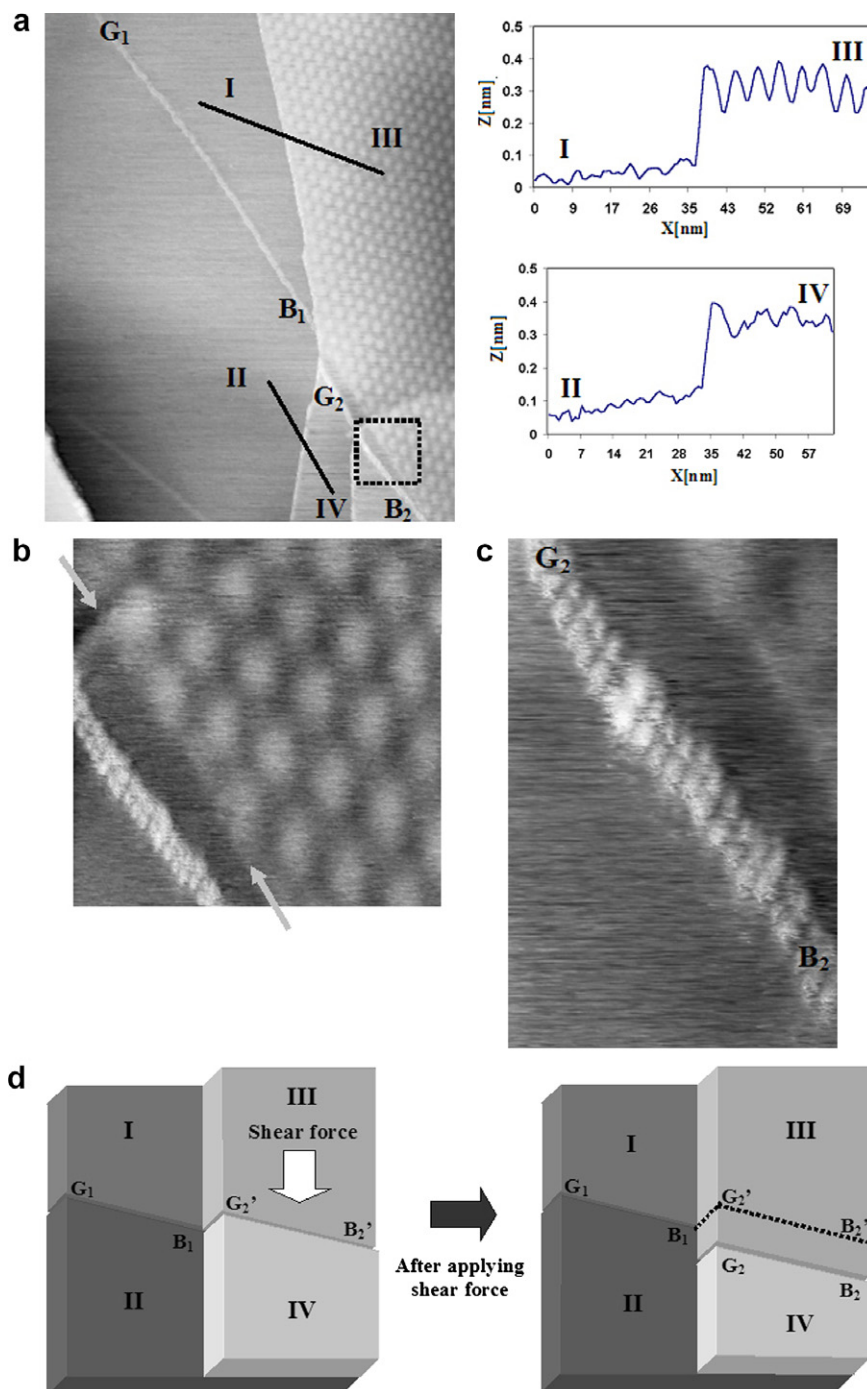 a
G₁
I
III
B₁
II
G₂
IV
B₂
Z[nm]
0.5
0.4
0.3
0.2
0.1
0
I
III
0 9 17 26 35 43 52 61 69
X[nm]
Z[nm]
0.5
0.4
0.3
0.2
0.1
0
II
IV
0 7 14 21 28 35 42 50 57
X[nm]
b
c
G₂
B₂
d
I
III
Shear force
G₁
G₂’
B₁
B₂’
II
IV
After applying
shear force
I
III
G₁
G₂’
B₁
B₂’
G₂
B₂
II
IV